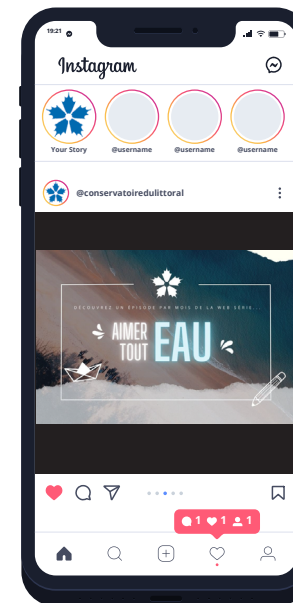 19:21
Instagram
Your Story @username @username @username
@conservatoiredulittoral
DÉCOUVREZ UN ÉPISODE PAR MOIS DE LA WEB SÉRIE...
AIMER
TOUT EAU
1 1 1